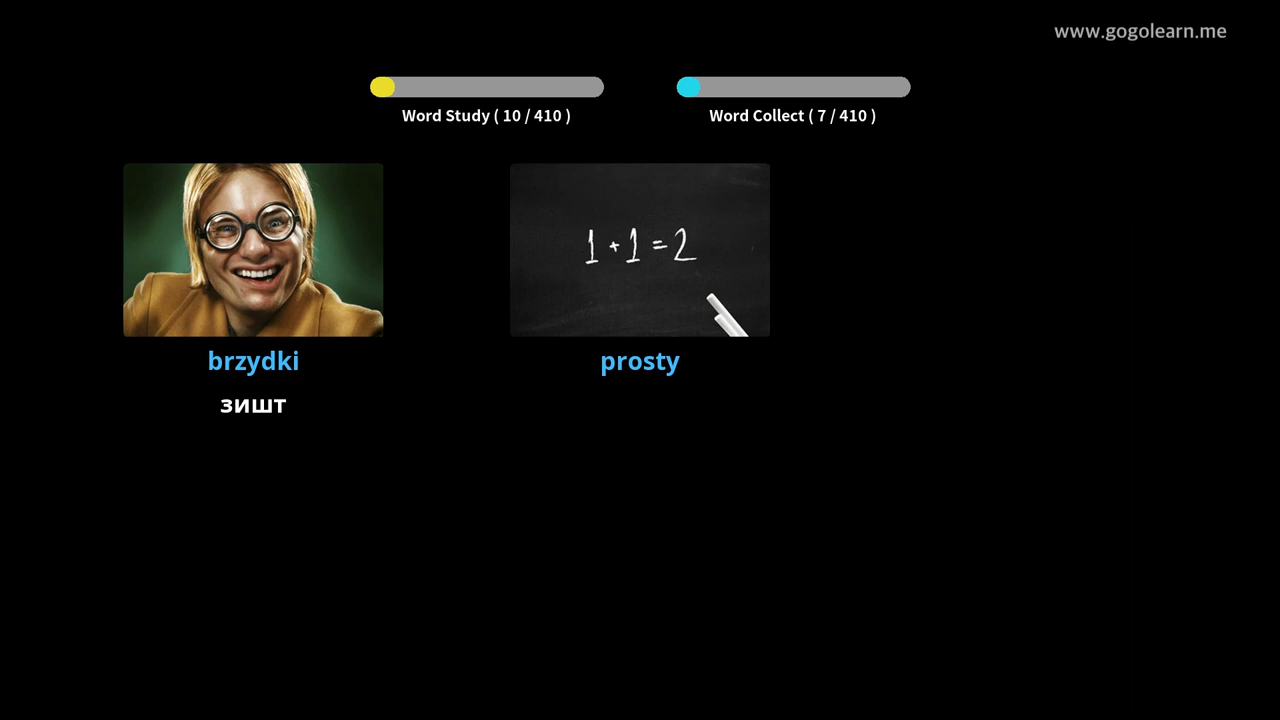 www.gogolearn.me
Word Study ( 10 / 410 )
Word Collect ( 7 / 410 )
1 + 1 = 2
brzydki
prosty
зишт